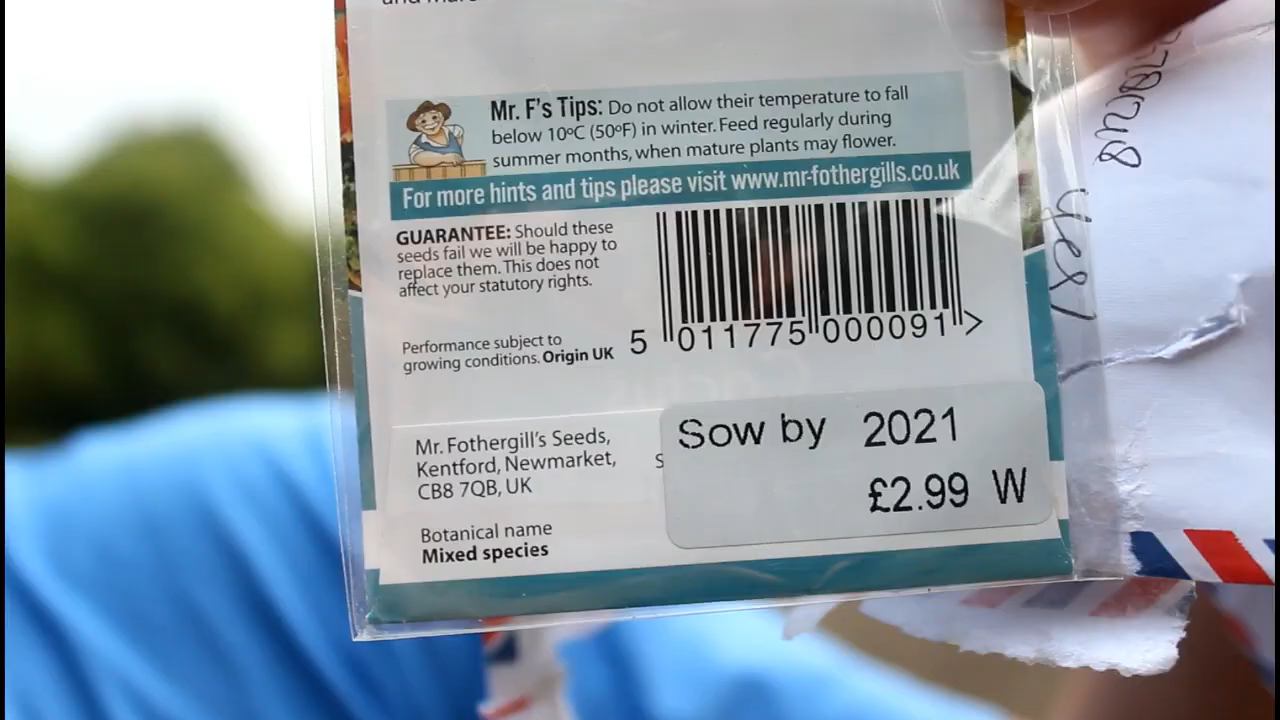 Mr. F's Tips: Do not allow their temperature to fall
below 10ºC (50ºF) in winter. Feed regularly during
summer months, when mature plants may flower.
For more hints and tips please visit www.mr-fothergills.co.uk
GUARANTEE: Should these
seeds fail we will be happy to
replace them. This does not
affect your statutory rights.
Performance subject to
growing conditions. Origin UK
5 011775 000091 >
Mr. Fothergill's Seeds,
Kentford, Newmarket,
CB8 7QB, UK
Botanical name
Mixed species
Sow by 2021
£2.99 W